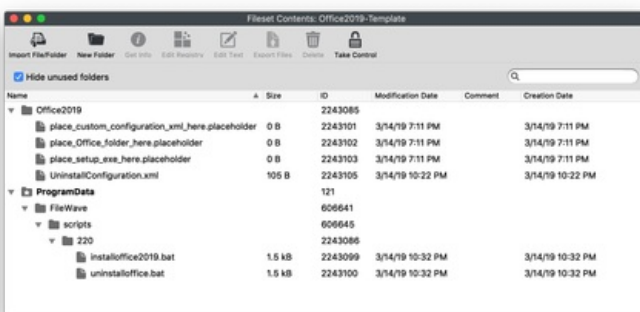 Fileset Contents: Office2019-Template
Import File/Folder New Folder Get Info Edit Registry Edit Text Export Files Delete Take Control
Hide unused folders
Name Size ID Modification Date Comment Creation Date
Office2019 2243085
place_custom_configuration_xml_here.placeholder 0 B 2243101 3/14/19 7:11 PM 3/14/19 7:11 PM
place_Office_folder_here.placeholder 0 B 2243102 3/14/19 7:11 PM 3/14/19 7:11 PM
place_setup_exe_here.placeholder 0 B 2243103 3/14/19 7:11 PM 3/14/19 7:11 PM
UninstallConfiguration.xml 105 B 2243105 3/14/19 10:22 PM 3/14/19 10:22 PM
ProgramData 121
FileWave 606641
scripts 606645
220 2243086
installoffice2019.bat 1.5 kB 2243099 3/14/19 10:32 PM 3/14/19 10:32 PM
uninstalloffice.bat 1.5 kB 2243100 3/14/19 10:32 PM 3/14/19 10:32 PM